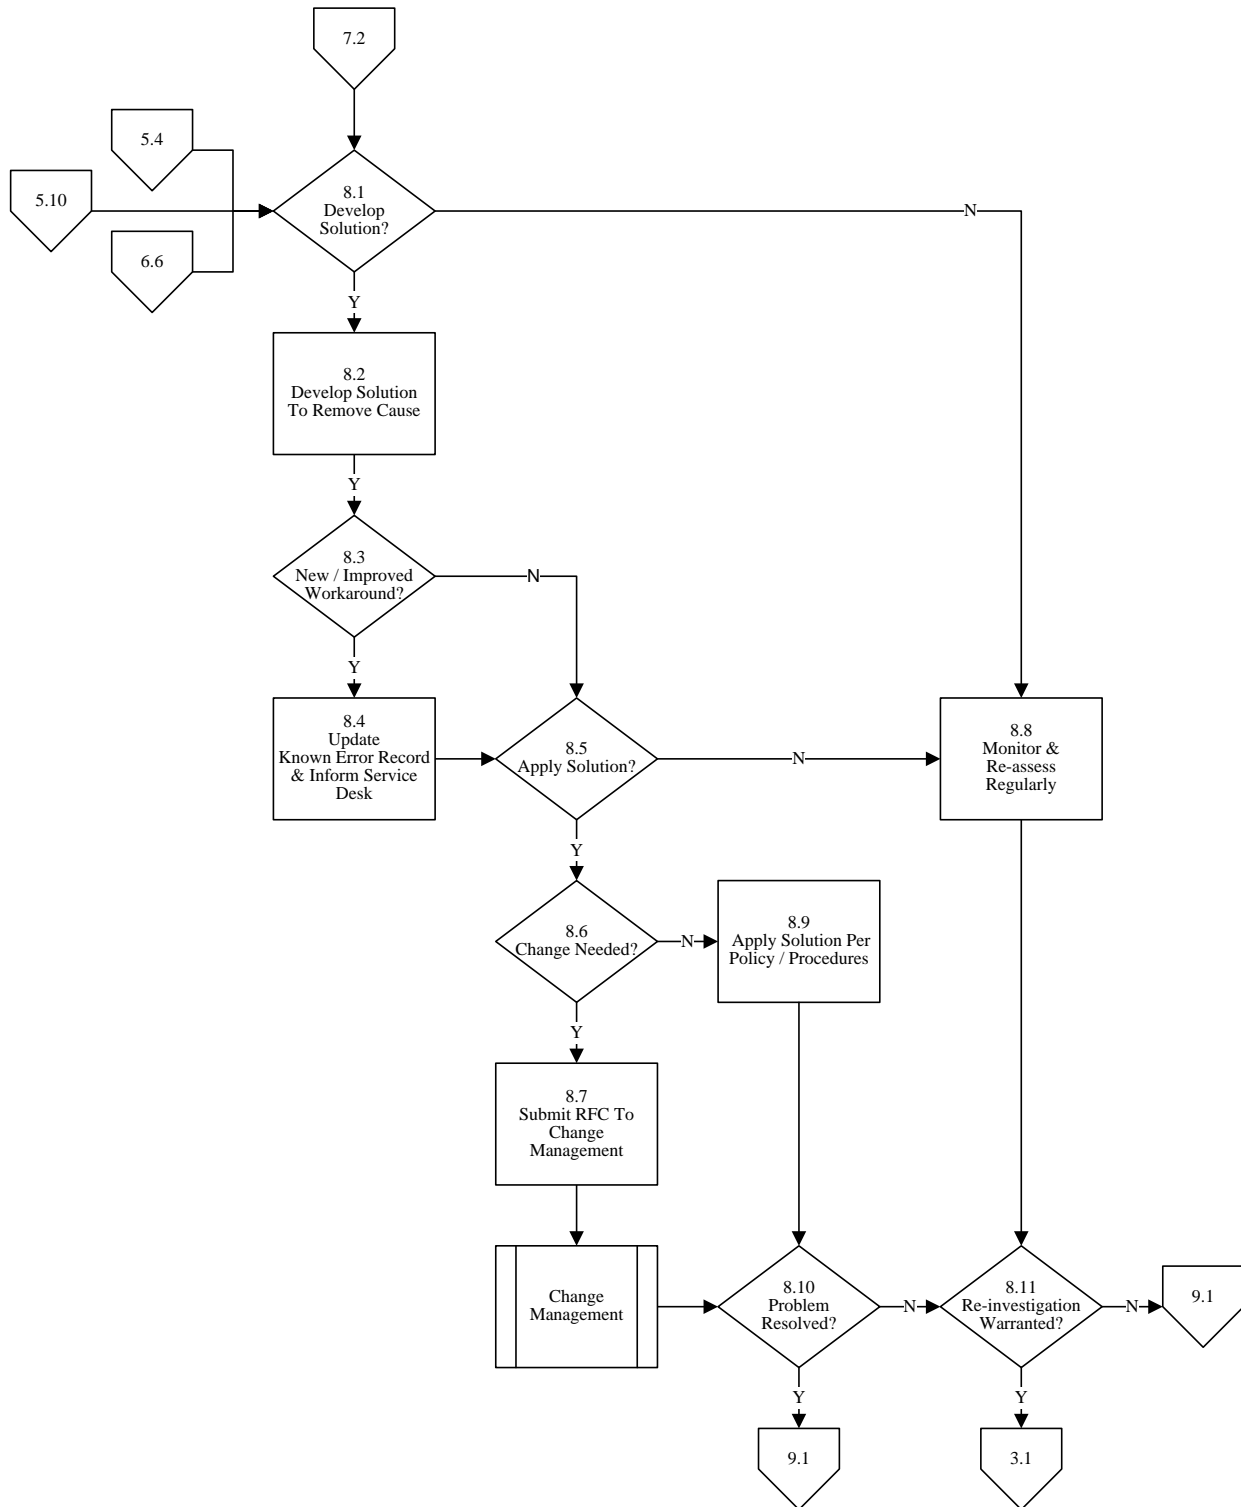 7.2
5.4
5.10
6.6
8.1
Develop
Solution?
N
Y
8.2
Develop Solution
To Remove Cause
Y
8.3
New / Improved
Workaround?
N
Y
8.4
Update
Known Error Record
& Inform Service
Desk
8.5
Apply Solution?
N
8.8
Monitor &
Re-assess
Regularly
Y
8.6
Change Needed?
N
8.9
Apply Solution Per
Policy / Procedures
Y
8.7
Submit RFC To
Change
Management
Change
Management
8.10
Problem
Resolved?
N
8.11
Re-investigation
Warranted?
N
9.1
Y
Y
9.1
3.1